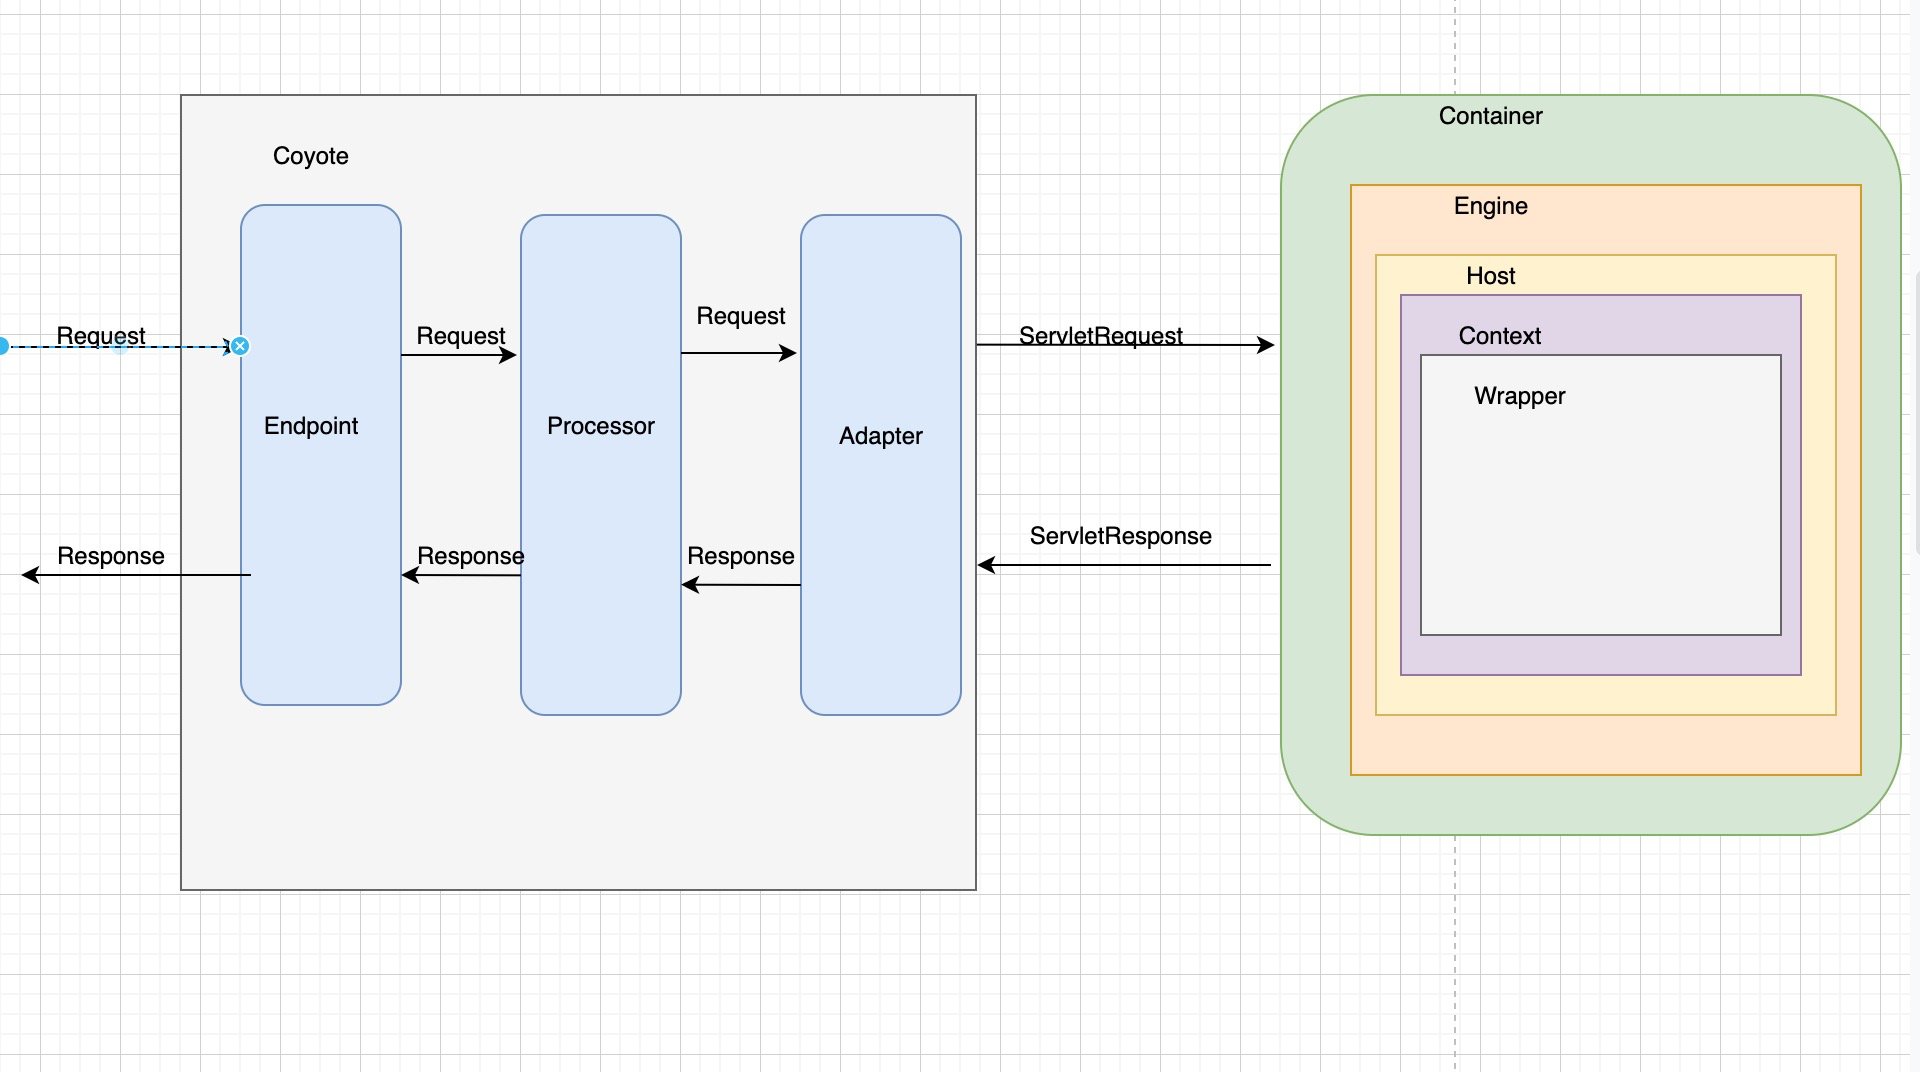 Container
Coyote
Engine
Host
Request
Request
Request
ServletRequest
Context
Wrapper
Endpoint
Processor
Adapter
Response
Response
Response
ServletResponse